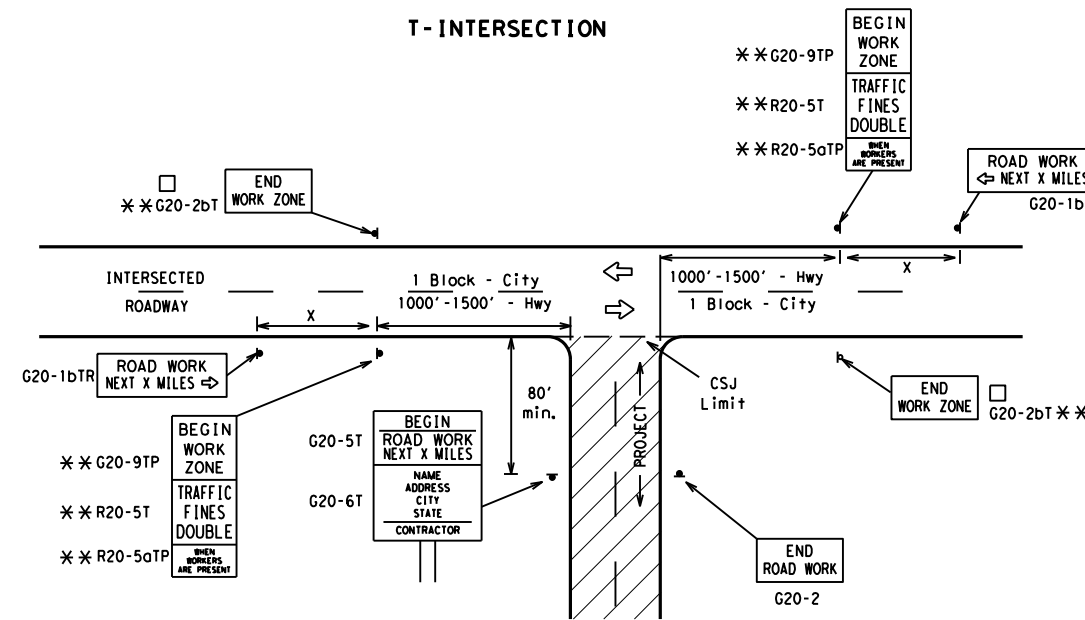 T-INTERSECTION
**G20-9TP
BEGIN
WORK
ZONE
**R20-5T
TRAFFIC
FINES
DOUBLE
**R20-5aTP
WHEN
WORKERS
ARE PRESENT
ROAD WORK
⇦ NEXT X MILES
G20-1b
□
**G20-2bT
END
WORK ZONE
INTERSECTED
ROADWAY
1 Block - City
1000'-1500' - Hwy
X
1000'-1500' - Hwy
1 Block - City
X
G20-1bTR
ROAD WORK
NEXT X MILES ⇨
80'
min.
PROJECT
CSJ
Limit
END
WORK ZONE
□
G20-2bT **
**G20-9TP
BEGIN
WORK
ZONE
**R20-5T
TRAFFIC
FINES
DOUBLE
**R20-5aTP
WHEN
WORKERS
ARE PRESENT
G20-5T
BEGIN
ROAD WORK
NEXT X MILES
G20-6T
NAME
ADDRESS
CITY
STATE
CONTRACTOR
END
ROAD WORK
G20-2